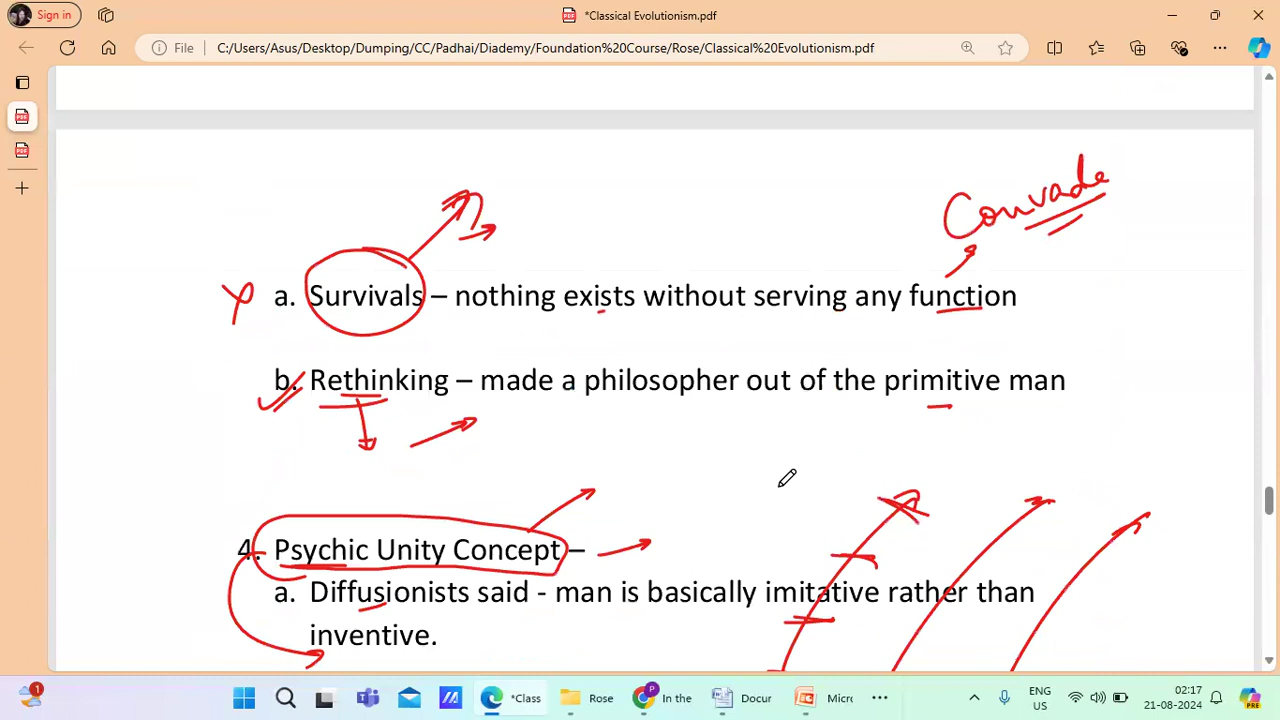 Sign in
*Classical Evolutionism.pdf
File
C:/Users/Asus/Desktop/Dumping/CC/Padhai/Diademy/Foundation%20Course/Rose/Classical%20Evolutionism.pdf
Couvade
a. Survivals – nothing exists without serving any function
b. Rethinking – made a philosopher out of the primitive man
4. Psychic Unity Concept –
a. Diffusionists said - man is basically imitative rather than
inventive.
1
*Class
Rose
In the
Docur
Micro
ENG
US
02:17
21-08-2024